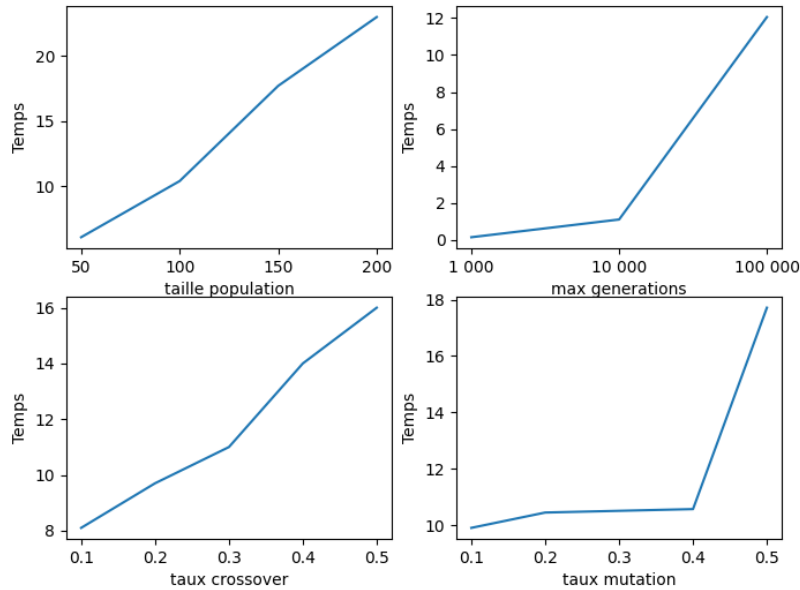 Temps
20
15
10
50 100 150 200
taille population
Temps
12
10
8
6
4
2
0
1 000 10 000 100 000
max generations
Temps
16
14
12
10
8
0.1 0.2 0.3 0.4 0.5
taux crossover
Temps
18
16
14
12
10
0.1 0.2 0.3 0.4 0.5
taux mutation